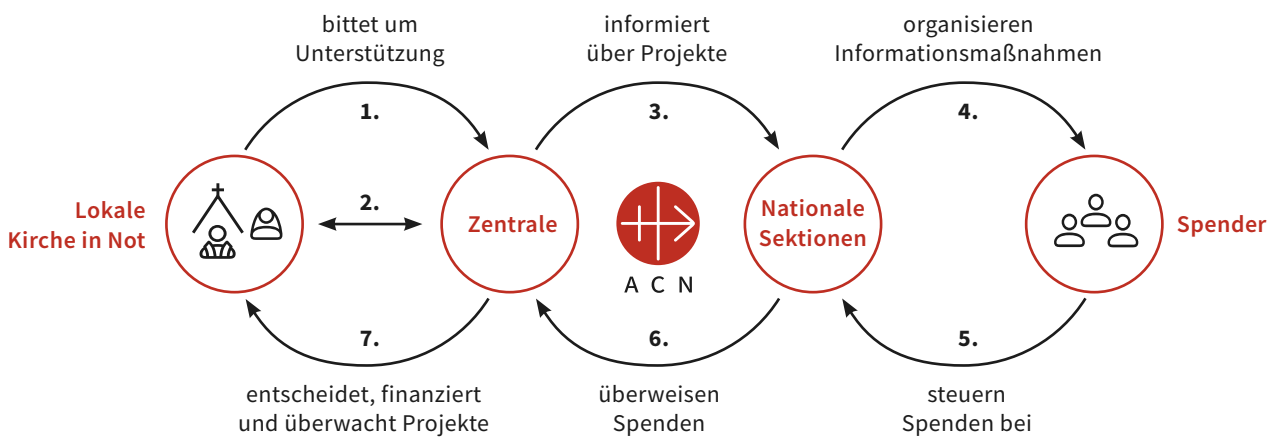 bittet um
Unterstützung
informiert
über Projekte
organisieren
Informationsmaßnahmen
1.
3.
4.
Lokale
Kirche in Not
2.
Zentrale
A C N
Nationale
Sektionen
Spender
7.
6.
5.
entscheidet, finanziert
und überwacht Projekte
überweisen
Spenden
steuern
Spenden bei